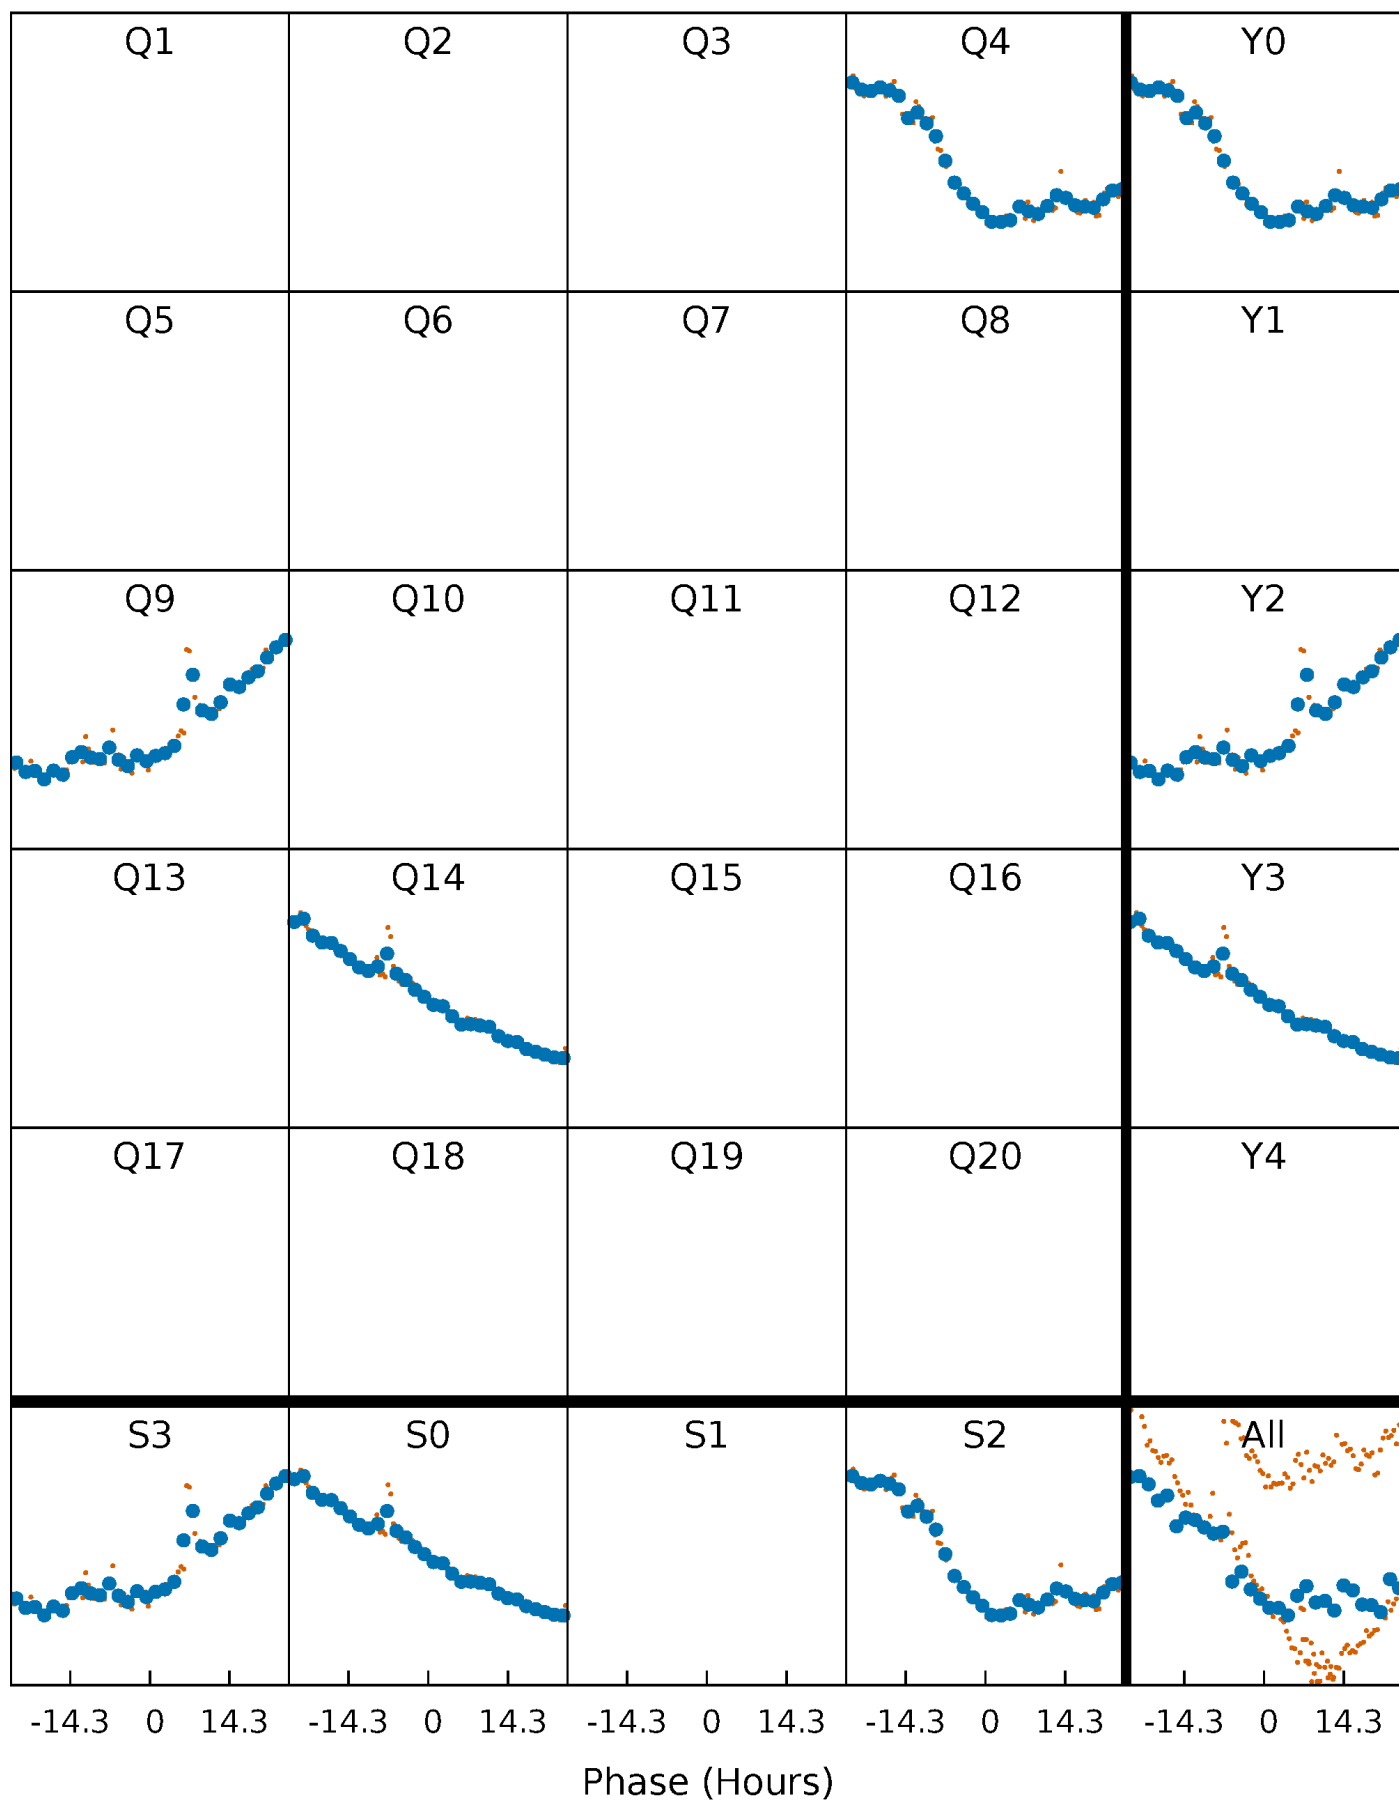 Q1 Q2 Q3 Q4 Y0
Q5 Q6 Q7 Q8 Y1
Q9 Q10 Q11 Q12 Y2
Q13 Q14 Q15 Q16 Y3
Q17 Q18 Q19 Q20 Y4
S3 S0 S1 S2 All
-14.3 0 14.3 -14.3 0 14.3 -14.3 0 14.3 -14.3 0 14.3 -14.3 0 14.3
Phase (Hours)